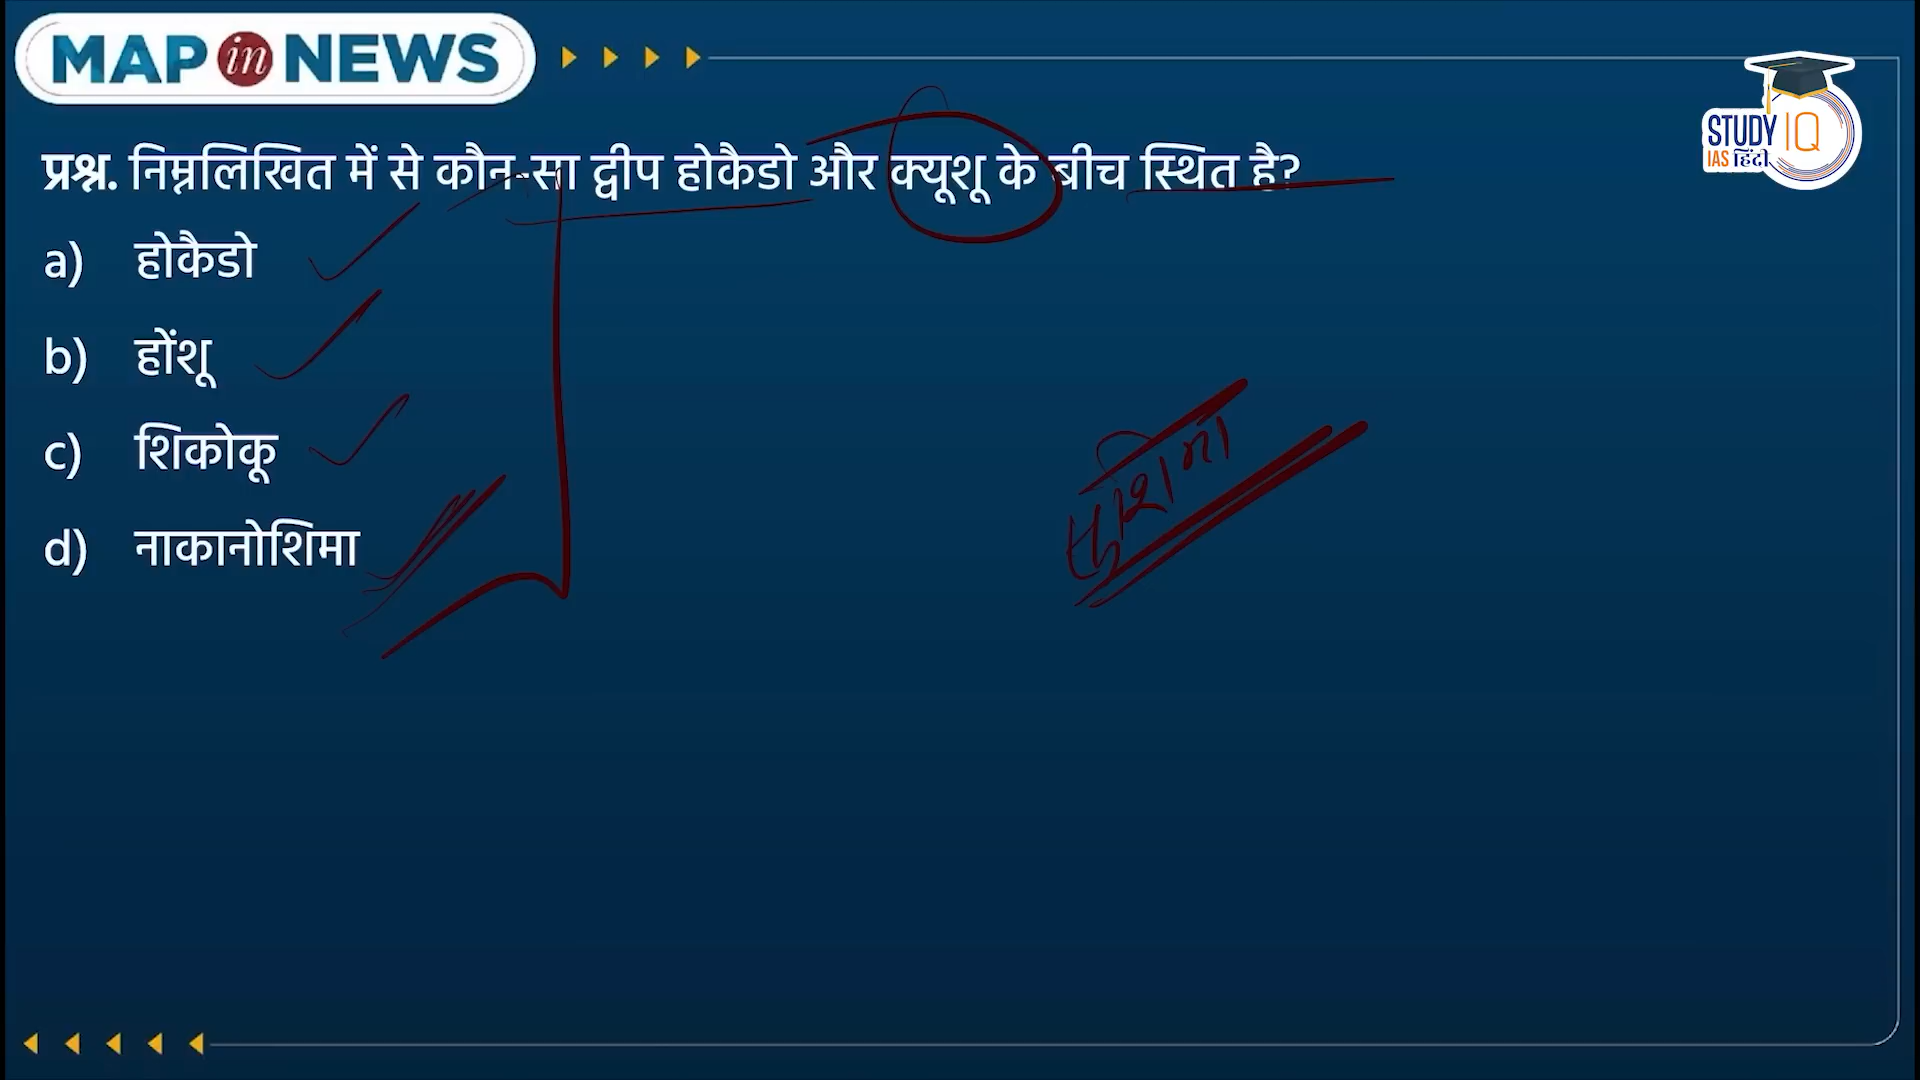 MAP in NEWS
STUDY IQ
IAS हिंदी
प्रश्न. निम्नलिखित में से कौन-सा द्वीप होकैडो और क्यूशू के बीच स्थित है?
a) होकैडो
b) होंशू
c) शिकोकू
d) नाकानोशिमा